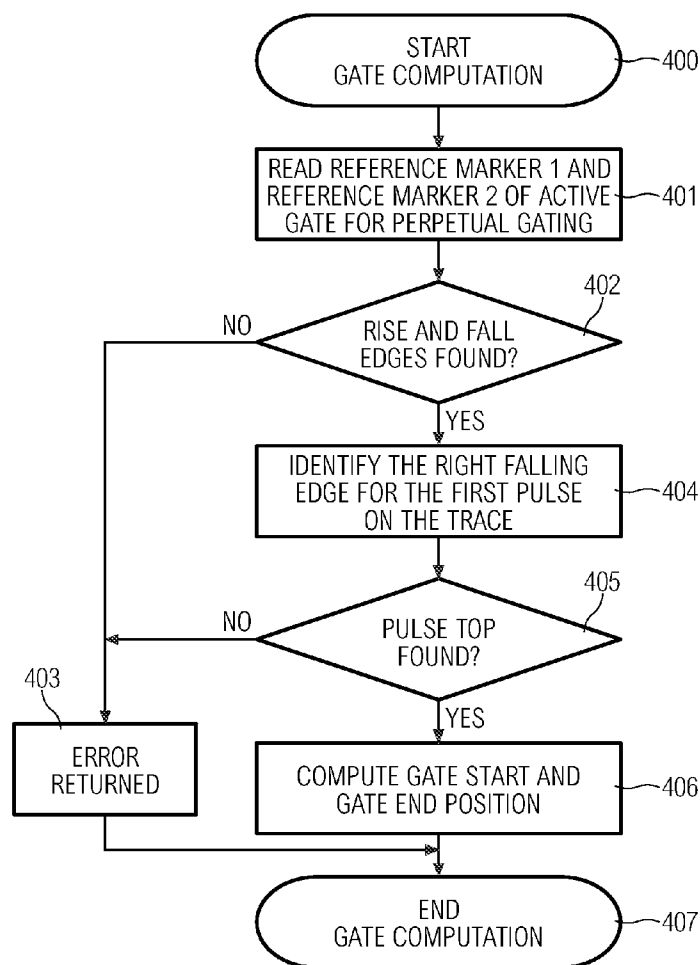 START
GATE COMPUTATION
400
READ REFERENCE MARKER 1 AND
REFERENCE MARKER 2 OF ACTIVE
GATE FOR PERPETUAL GATING
401
402
NO
RISE AND FALL
EDGES FOUND?
YES
IDENTIFY THE RIGHT FALLING
EDGE FOR THE FIRST PULSE
ON THE TRACE
404
405
NO
PULSE TOP
FOUND?
403
YES
ERROR
RETURNED
COMPUTE GATE START AND
GATE END POSITION
406
END
GATE COMPUTATION
407